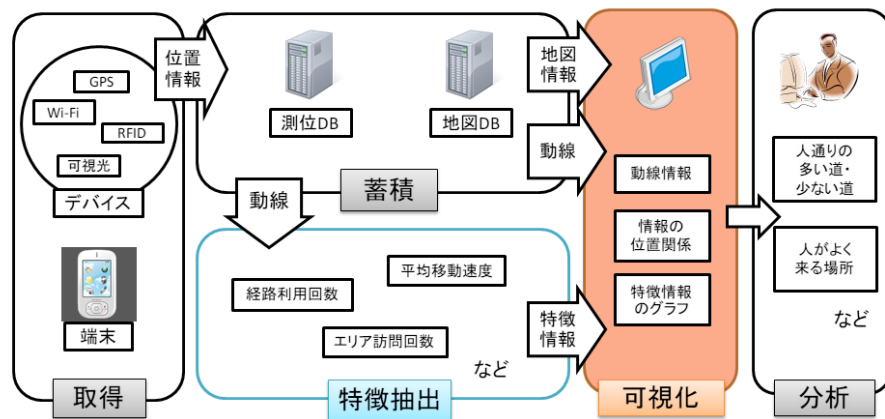 GPS
Wi-Fi
RFID
可視光
デバイス
端末
取得
位置
情報
測位DB
地図DB
蓄積
動線
経路利用回数
平均移動速度
エリア訪問回数
など
特徴抽出
地図
情報
動線
特徴
情報
動線情報
情報の
位置関係
特徴情報
のグラフ
可視化
人通りの
多い道・
少ない道
人がよく
来る場所
など
分析